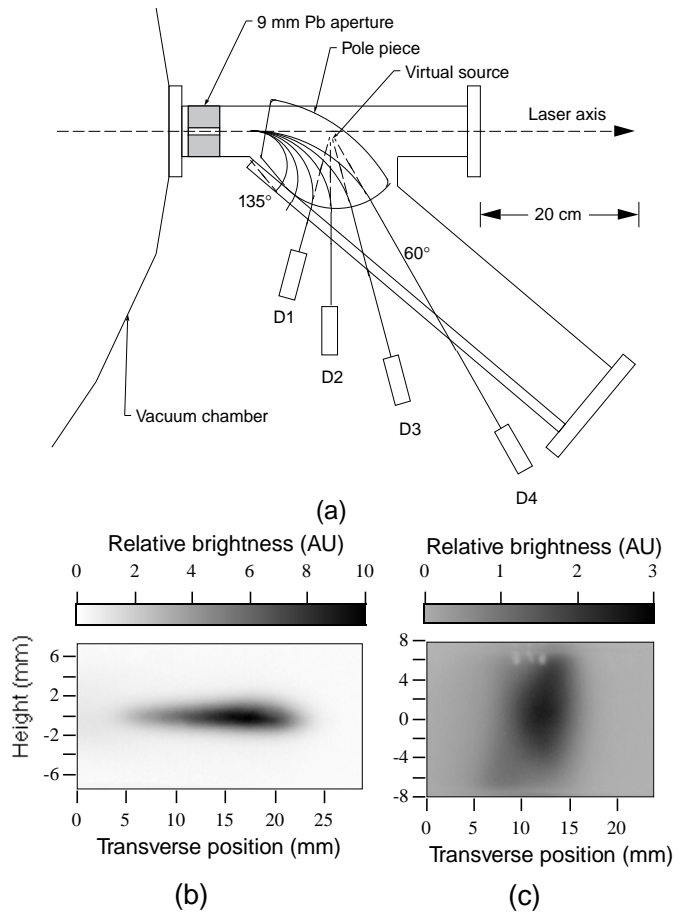 9 mm Pb aperture
Pole piece
Virtual source
Laser axis
135°
20 cm
60°
D1
D2
D3
D4
Vacuum chamber
(a)
Relative brightness (AU)
0 2 4 6 8 10
Height (mm)
6
2
-2
-6
0 5 10 15 20 25
Transverse position (mm)
(b)
Relative brightness (AU)
0 1 2 3
8
4
0
-4
-8
0 5 10 15 20
Transverse position (mm)
(c)